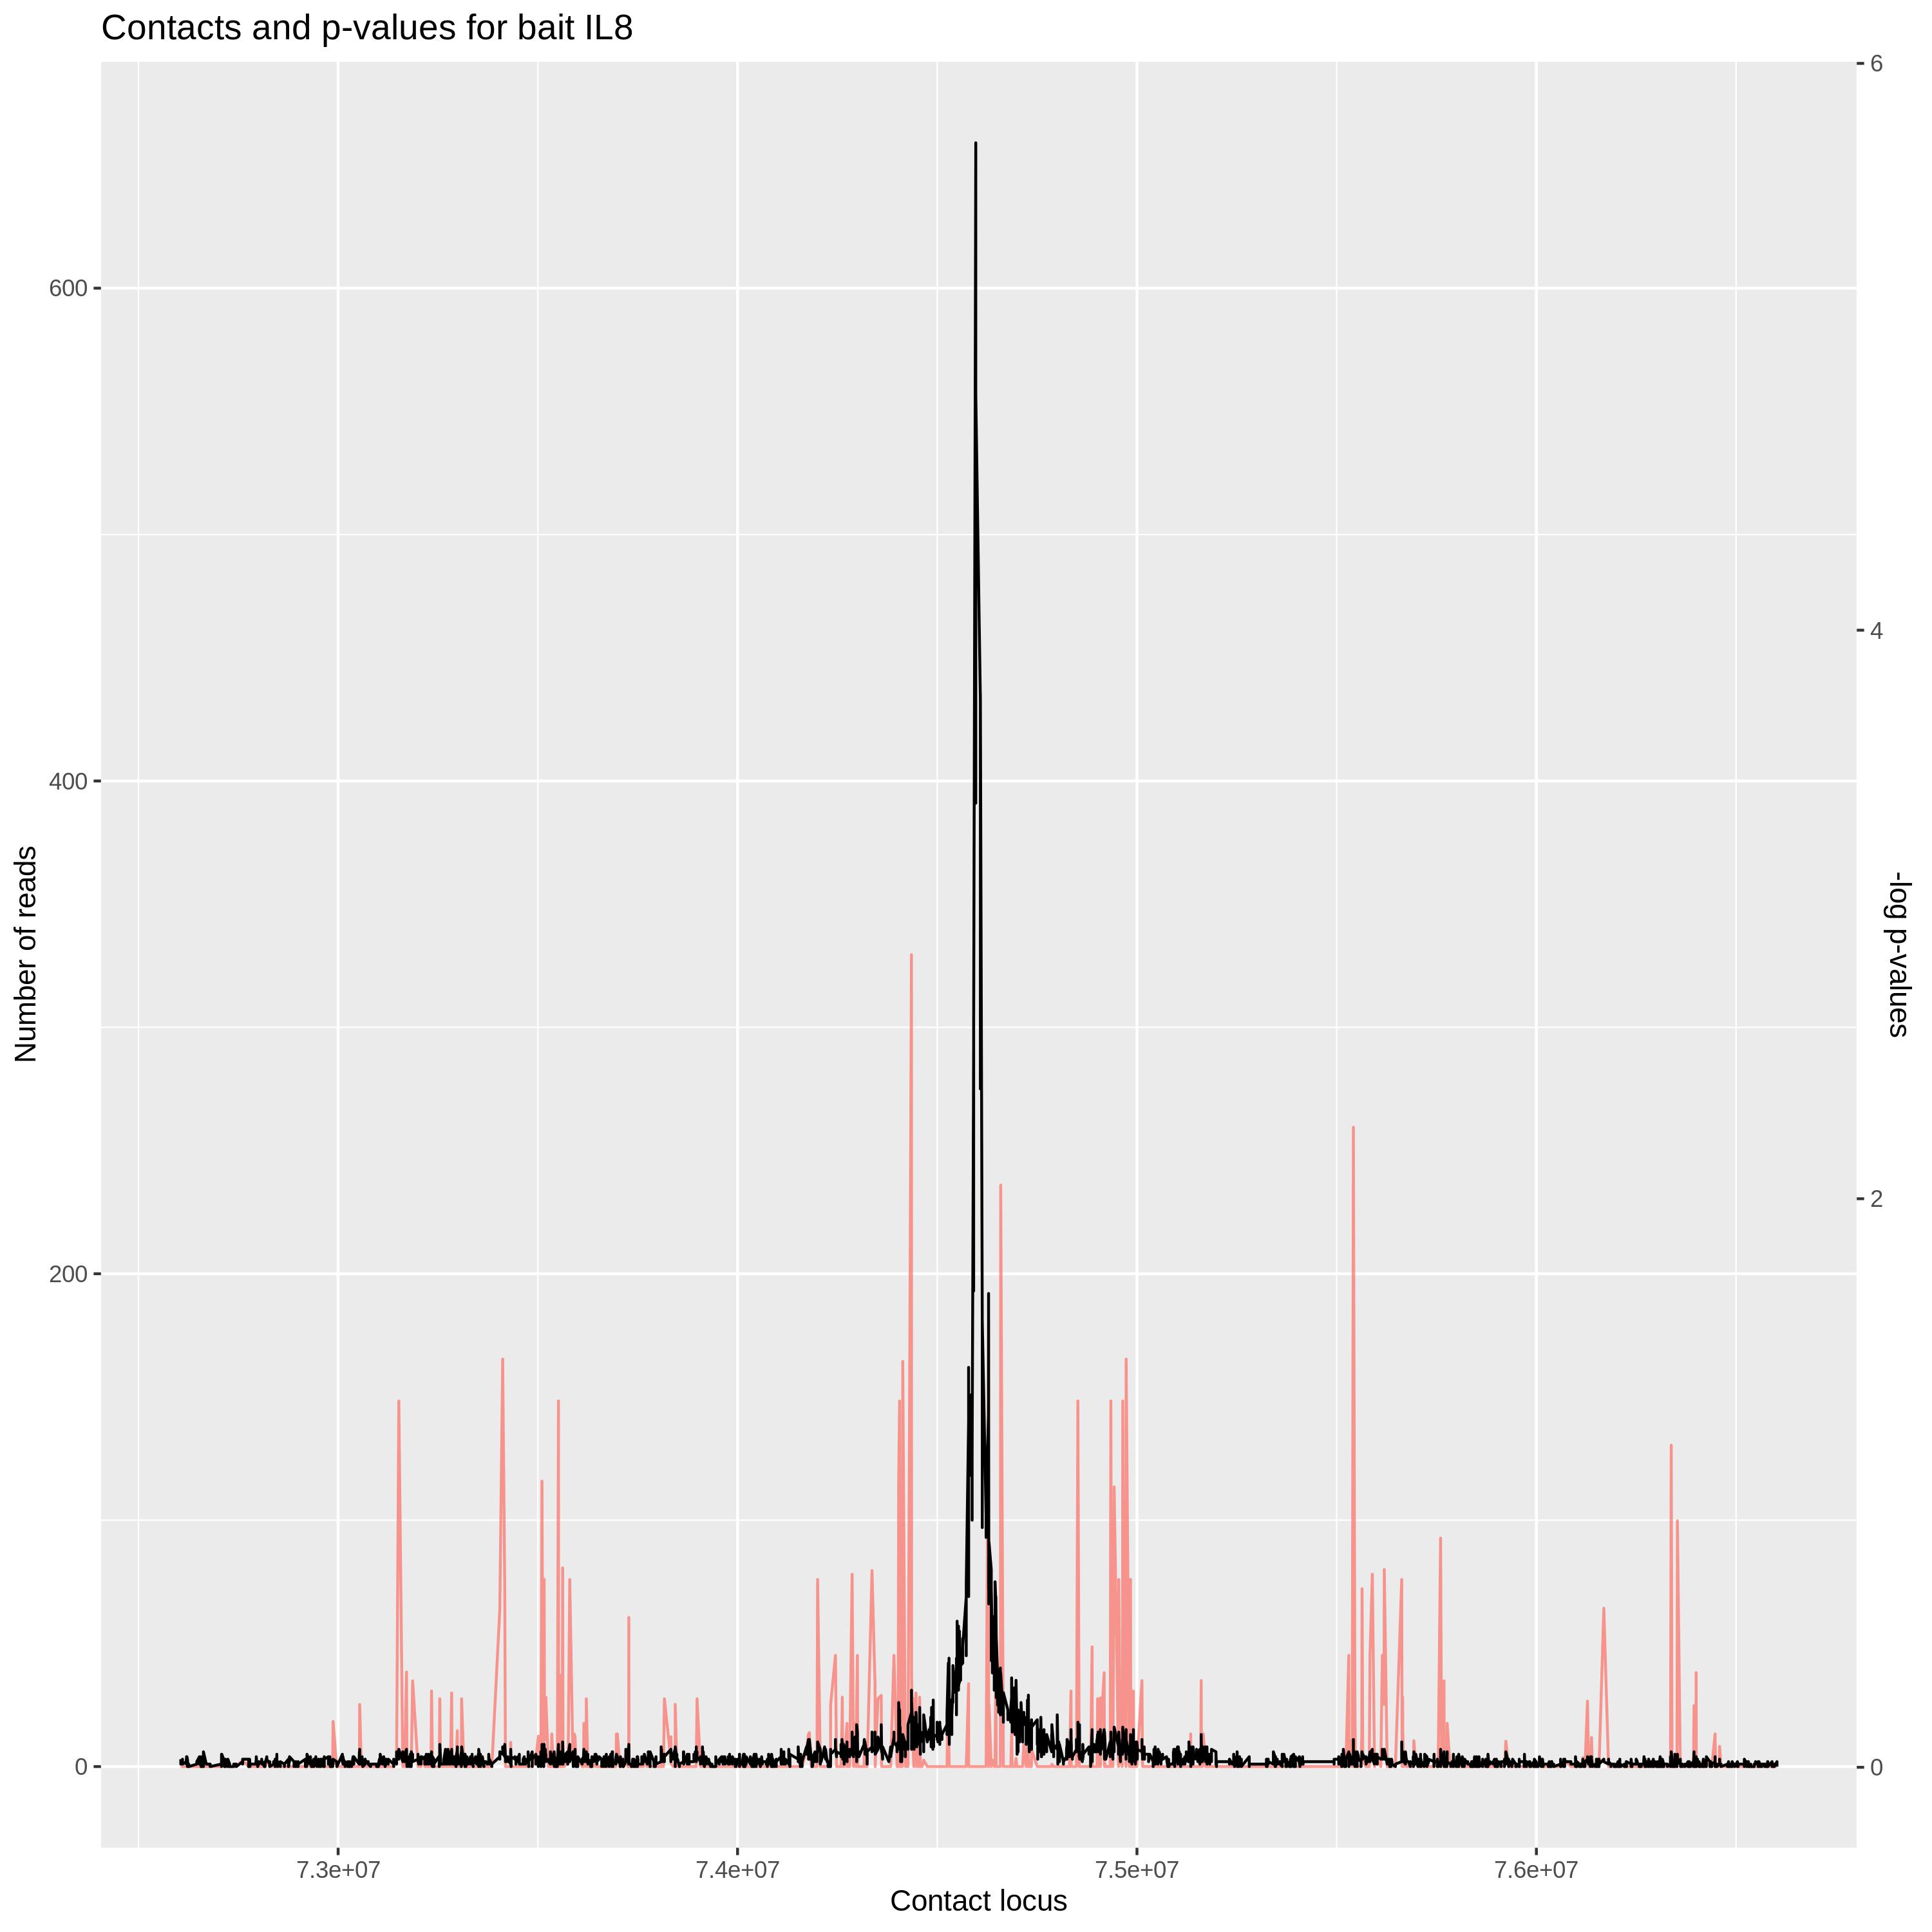 Contacts and p-values for bait IL8
6
600
4
400
2
200
0
0
Number of reads
-log p-values
7.3e+07
7.4e+07
7.5e+07
7.6e+07
Contact locus